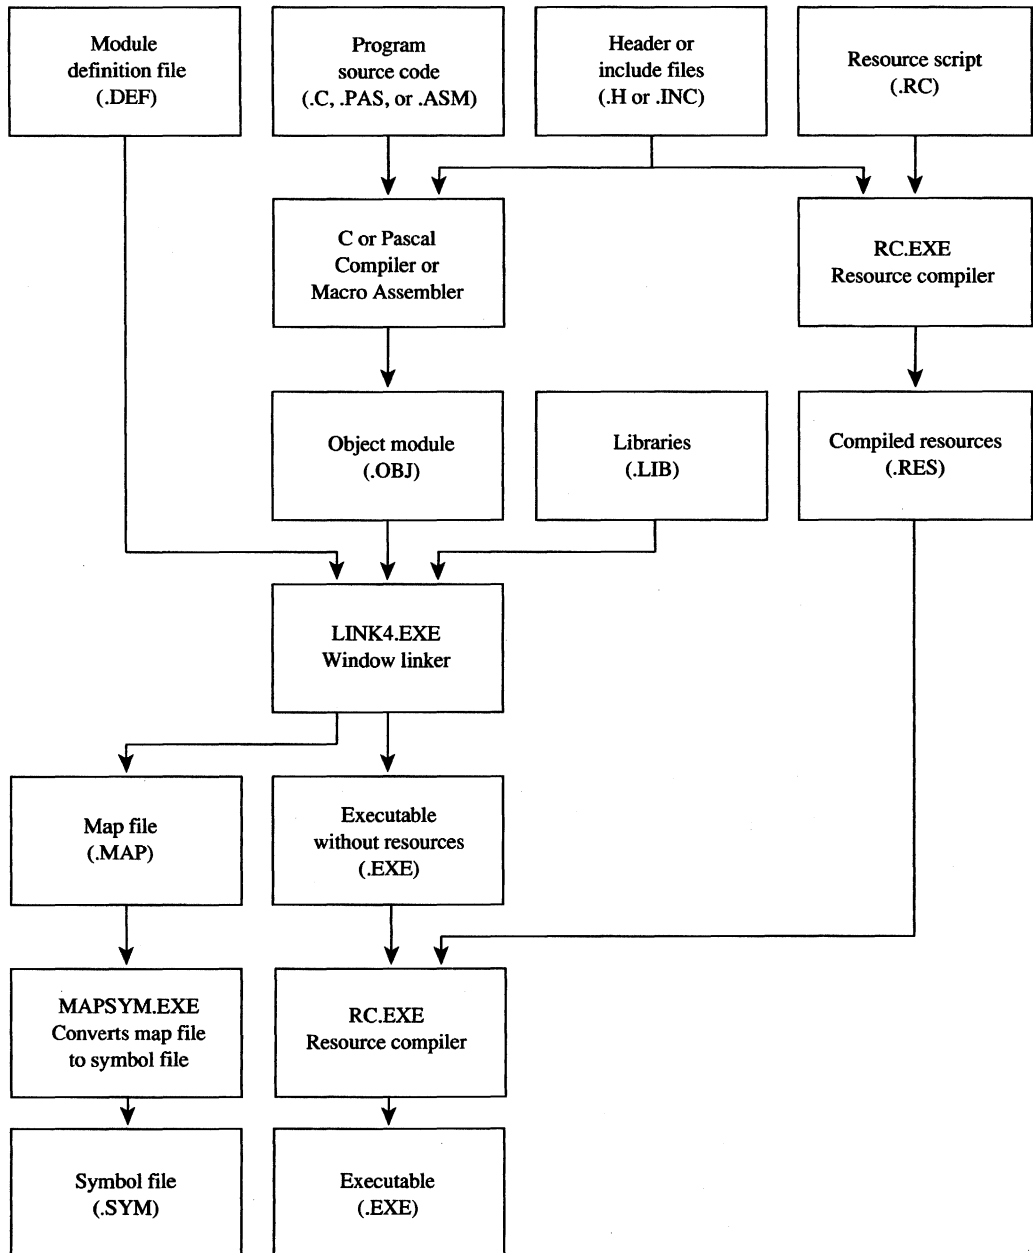 Module
definition file
(.DEF)
Program
source code
(.C, .PAS, or .ASM)
Header or
include files
(.H or .INC)
Resource script
(.RC)
C or Pascal
Compiler or
Macro Assembler
RC.EXE
Resource compiler
Object module
(.OBJ)
Libraries
(.LIB)
Compiled resources
(.RES)
LINK4.EXE
Window linker
Map file
(.MAP)
Executable
without resources
(.EXE)
MAPSYM.EXE
Converts map file
to symbol file
RC.EXE
Resource compiler
Symbol file
(.SYM)
Executable
(.EXE)